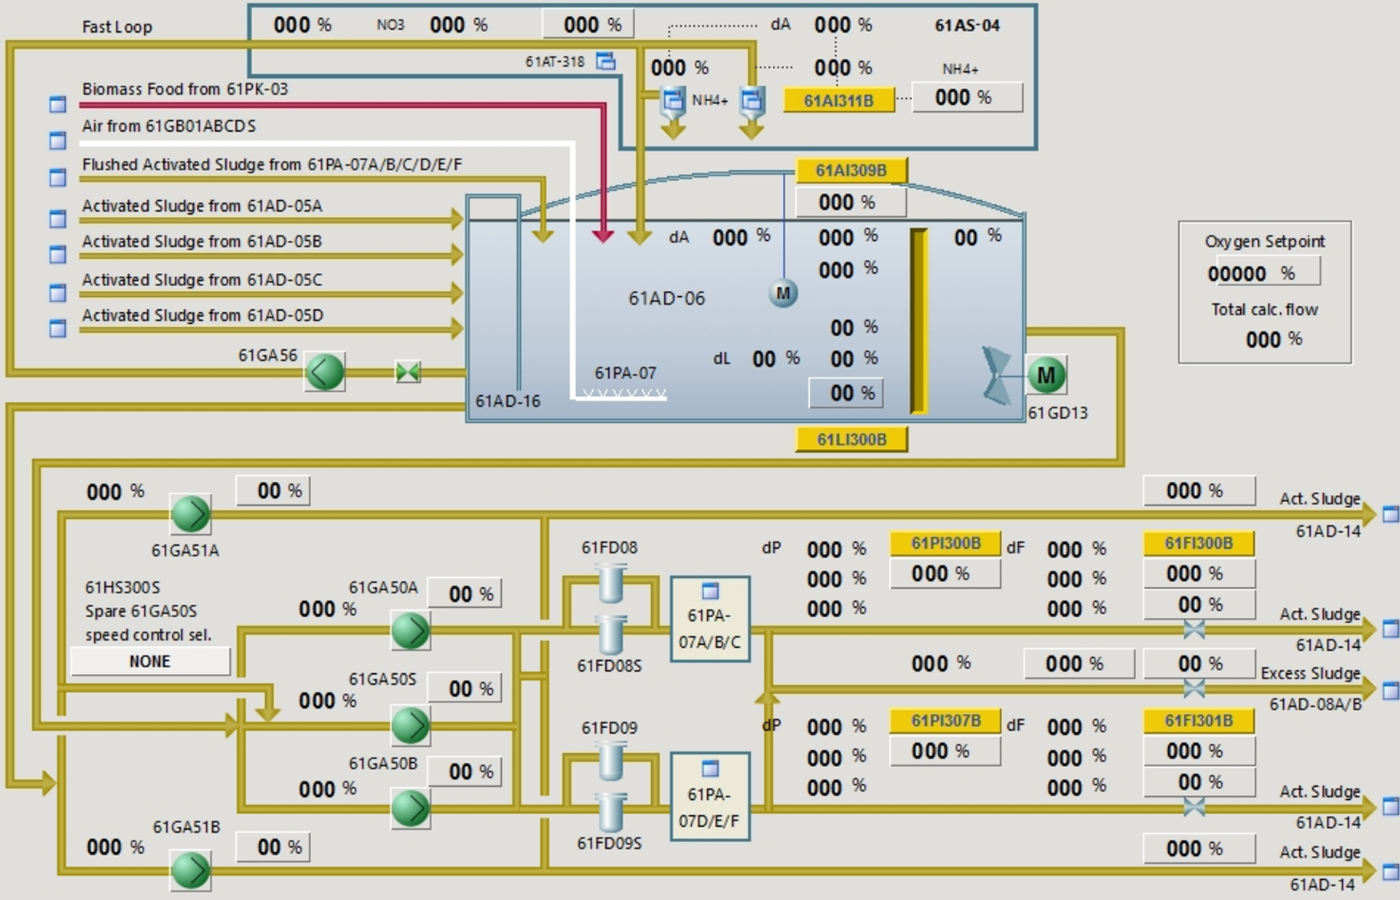 Fast Loop
000 %
NO3
000 %
000 %
dA
000 %
61AS-04
61AT-318
000 %
000 %
NH4+
Biomass Food from 61PK-03
NH4+
61AI311B
000 %
Air from 61GB01ABCDS
Flushed Activated Sludge from 61PA-07A/B/C/D/E/F
61AI309B
000 %
Activated Sludge from 61AD-05A
Activated Sludge from 61AD-05B
Activated Sludge from 61AD-05C
Activated Sludge from 61AD-05D
dA
000 %
000 %
00 %
000 %
61AD-06
M
00 %
dL
00 %
00 %
61PA-07
00 %
61GA56
61AD-16
M
61GD13
61LI300B
Oxygen Setpoint
00000 %
Total calc. flow
000 %
000 %
00 %
61GA51A
000 %
Act. Sludge
61AD-14
61HS300S
Spare 61GA50S
speed control sel.
NONE
61GA50A
000 %
00 %
61GA50S
000 %
00 %
61GA50B
000 %
00 %
61FD08
61FD08S
61PA-
07A/B/C
dP
000 %
000 %
000 %
61PI300B
000 %
dF
000 %
000 %
000 %
61FI300B
000 %
00 %
Act. Sludge
61AD-14
000 %
000 %
00 %
Excess Sludge
61AD-08A/B
61FD09
61FD09S
61PA-
07D/E/F
dP
000 %
000 %
000 %
61PI307B
000 %
dF
000 %
000 %
000 %
61FI301B
000 %
00 %
Act. Sludge
61AD-14
61GA51B
000 %
00 %
000 %
Act. Sludge
61AD-14